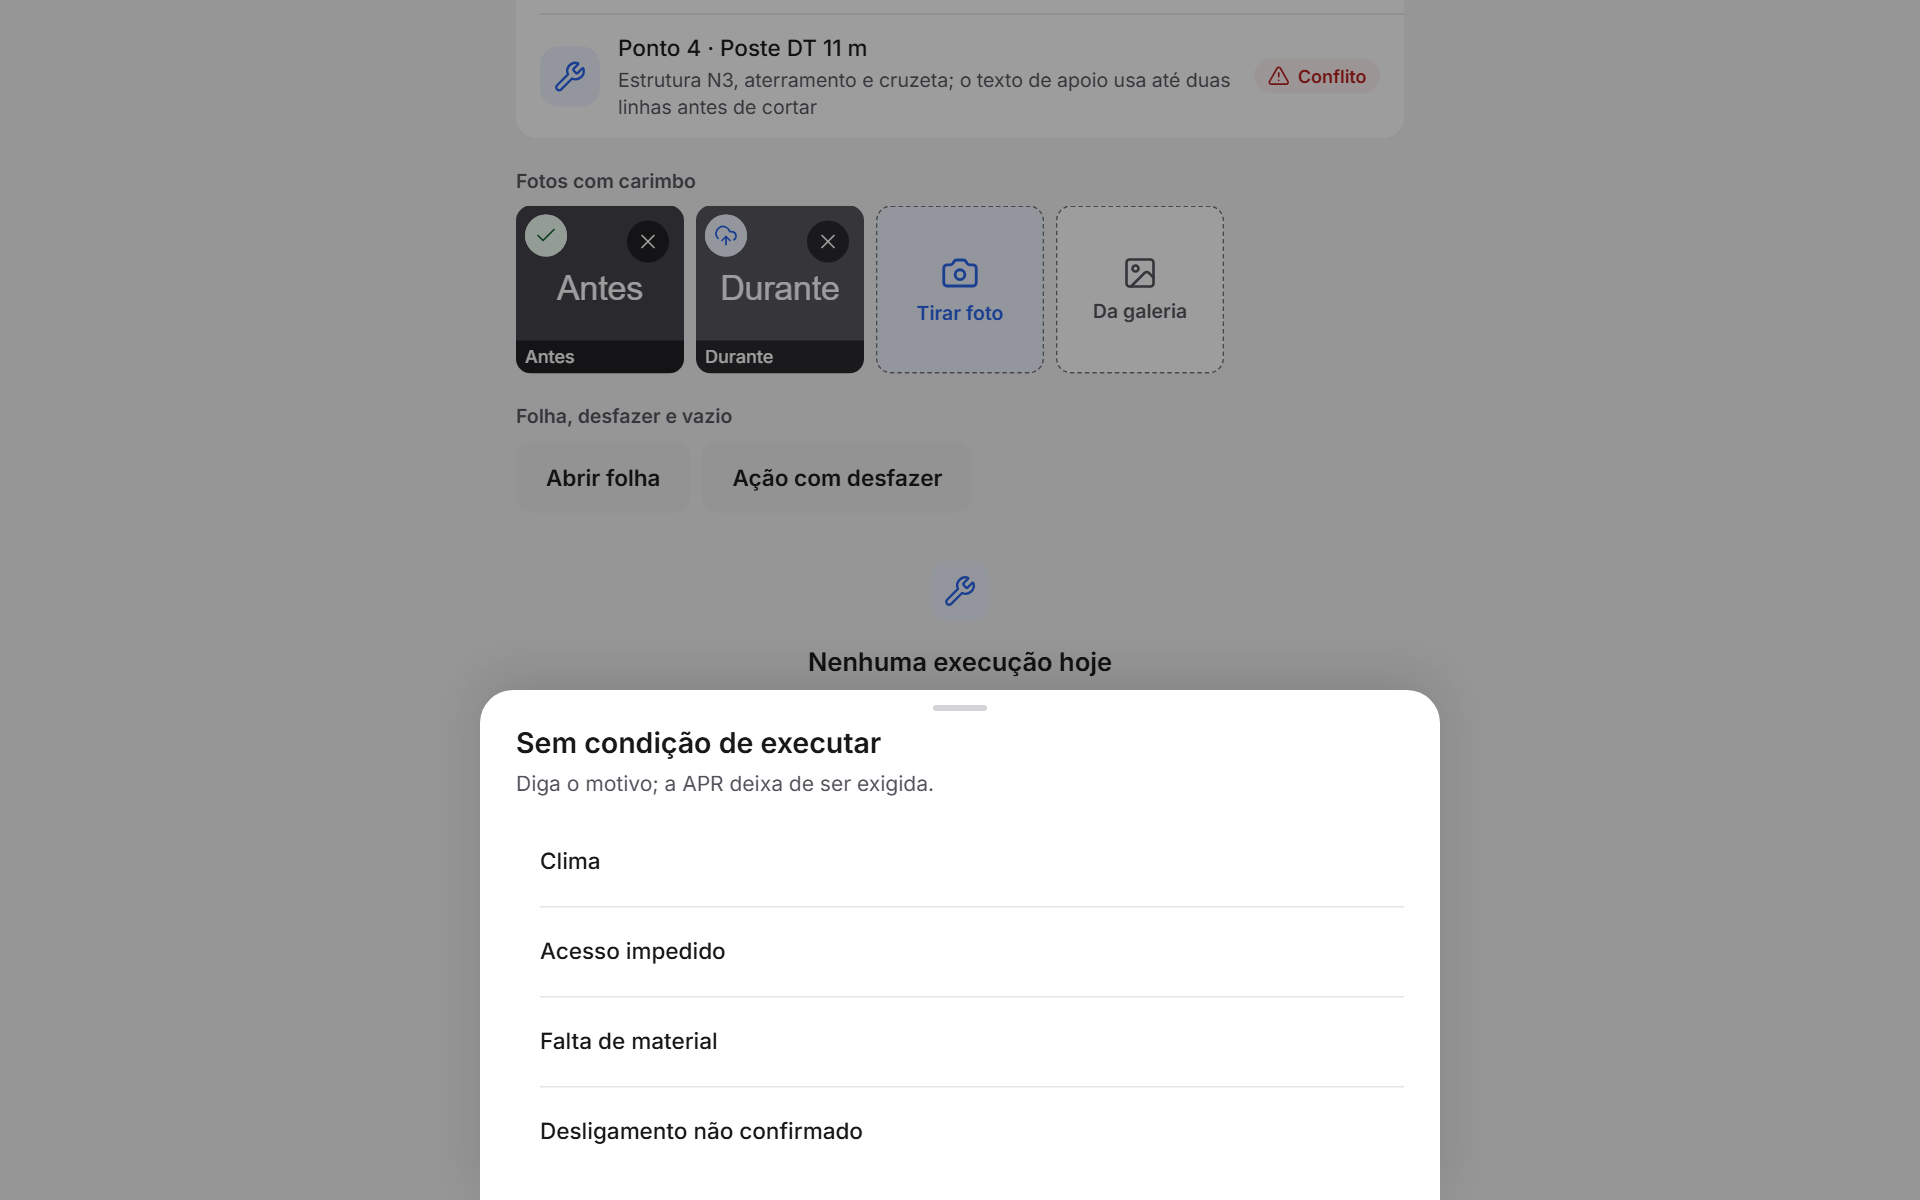 Ponto 4 · Poste DT 11 m
Estrutura N3, aterramento e cruzeta; o texto de apoio usa até duas
linhas antes de cortar
Conflito
Fotos com carimbo
Antes
Antes
Durante
Durante
Tirar foto
Da galeria
Folha, desfazer e vazio
Abrir folha
Ação com desfazer
Nenhuma execução hoje
Sem condição de executar
Diga o motivo; a APR deixa de ser exigida.
Clima
Acesso impedido
Falta de material
Desligamento não confirmado